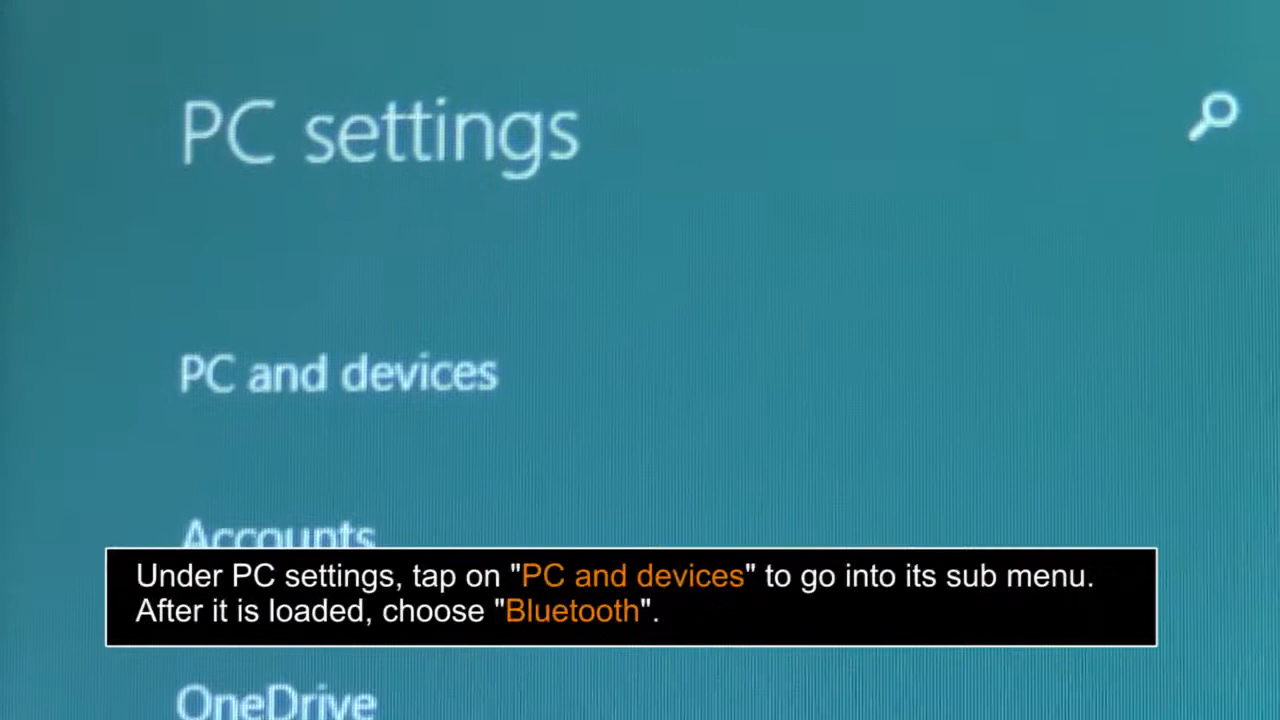 PC settings
PC and devices
Accounts
Under PC settings, tap on "PC and devices" to go into its sub menu.
After it is loaded, choose "Bluetooth".
OneDrive